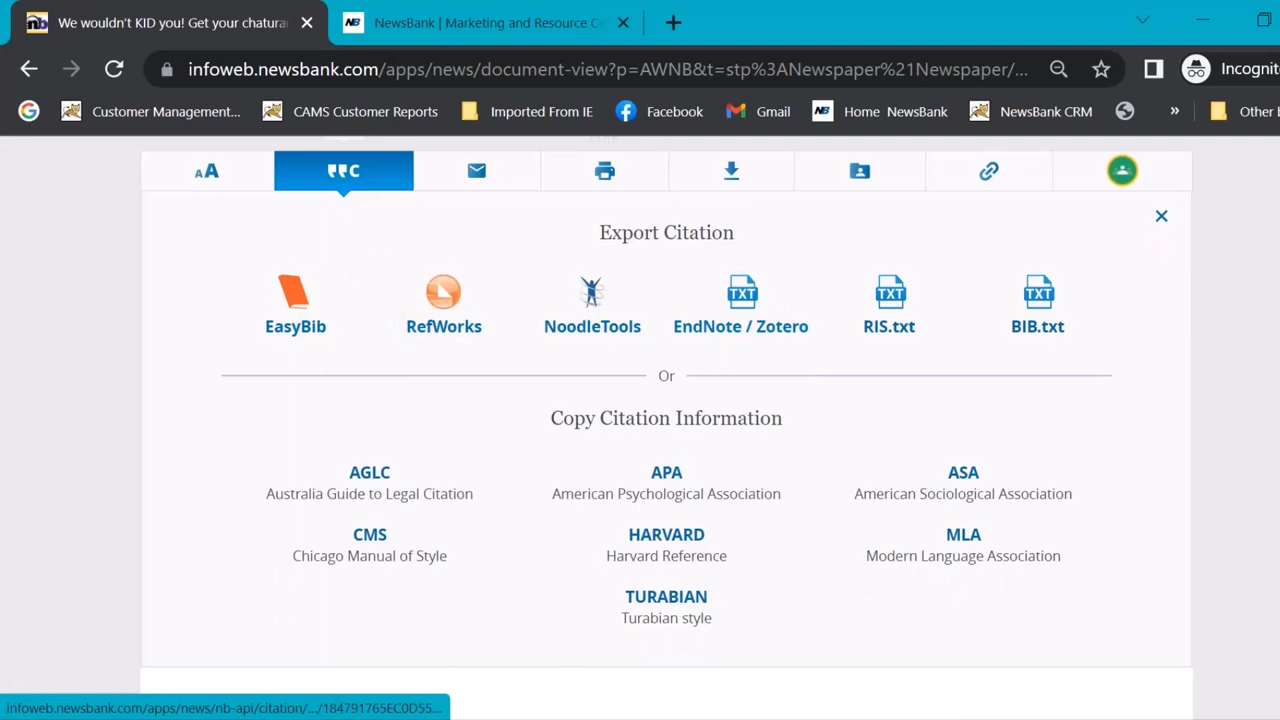 We wouldn't KID you! Get your chatura
NewsBank | Marketing and Resource Ce
infoweb.newsbank.com/apps/news/document-view?p=AWNB&t=stp%3ANewspaper%21Newspaper/...
Incognit
Customer Management... CAMS Customer Reports Imported From IE Facebook Gmail Home NewsBank NewsBank CRM » Other
AA
C
Export Citation
EasyBib RefWorks NoodleTools EndNote / Zotero RIS.txt BIB.txt
Or
Copy Citation Information
AGLC APA ASA
Australia Guide to Legal Citation American Psychological Association American Sociological Association
CMS HARVARD MLA
Chicago Manual of Style Harvard Reference Modern Language Association
TURABIAN
Turabian style
infoweb.newsbank.com/apps/news/nb-api/citation/.../184791765EC0D55...